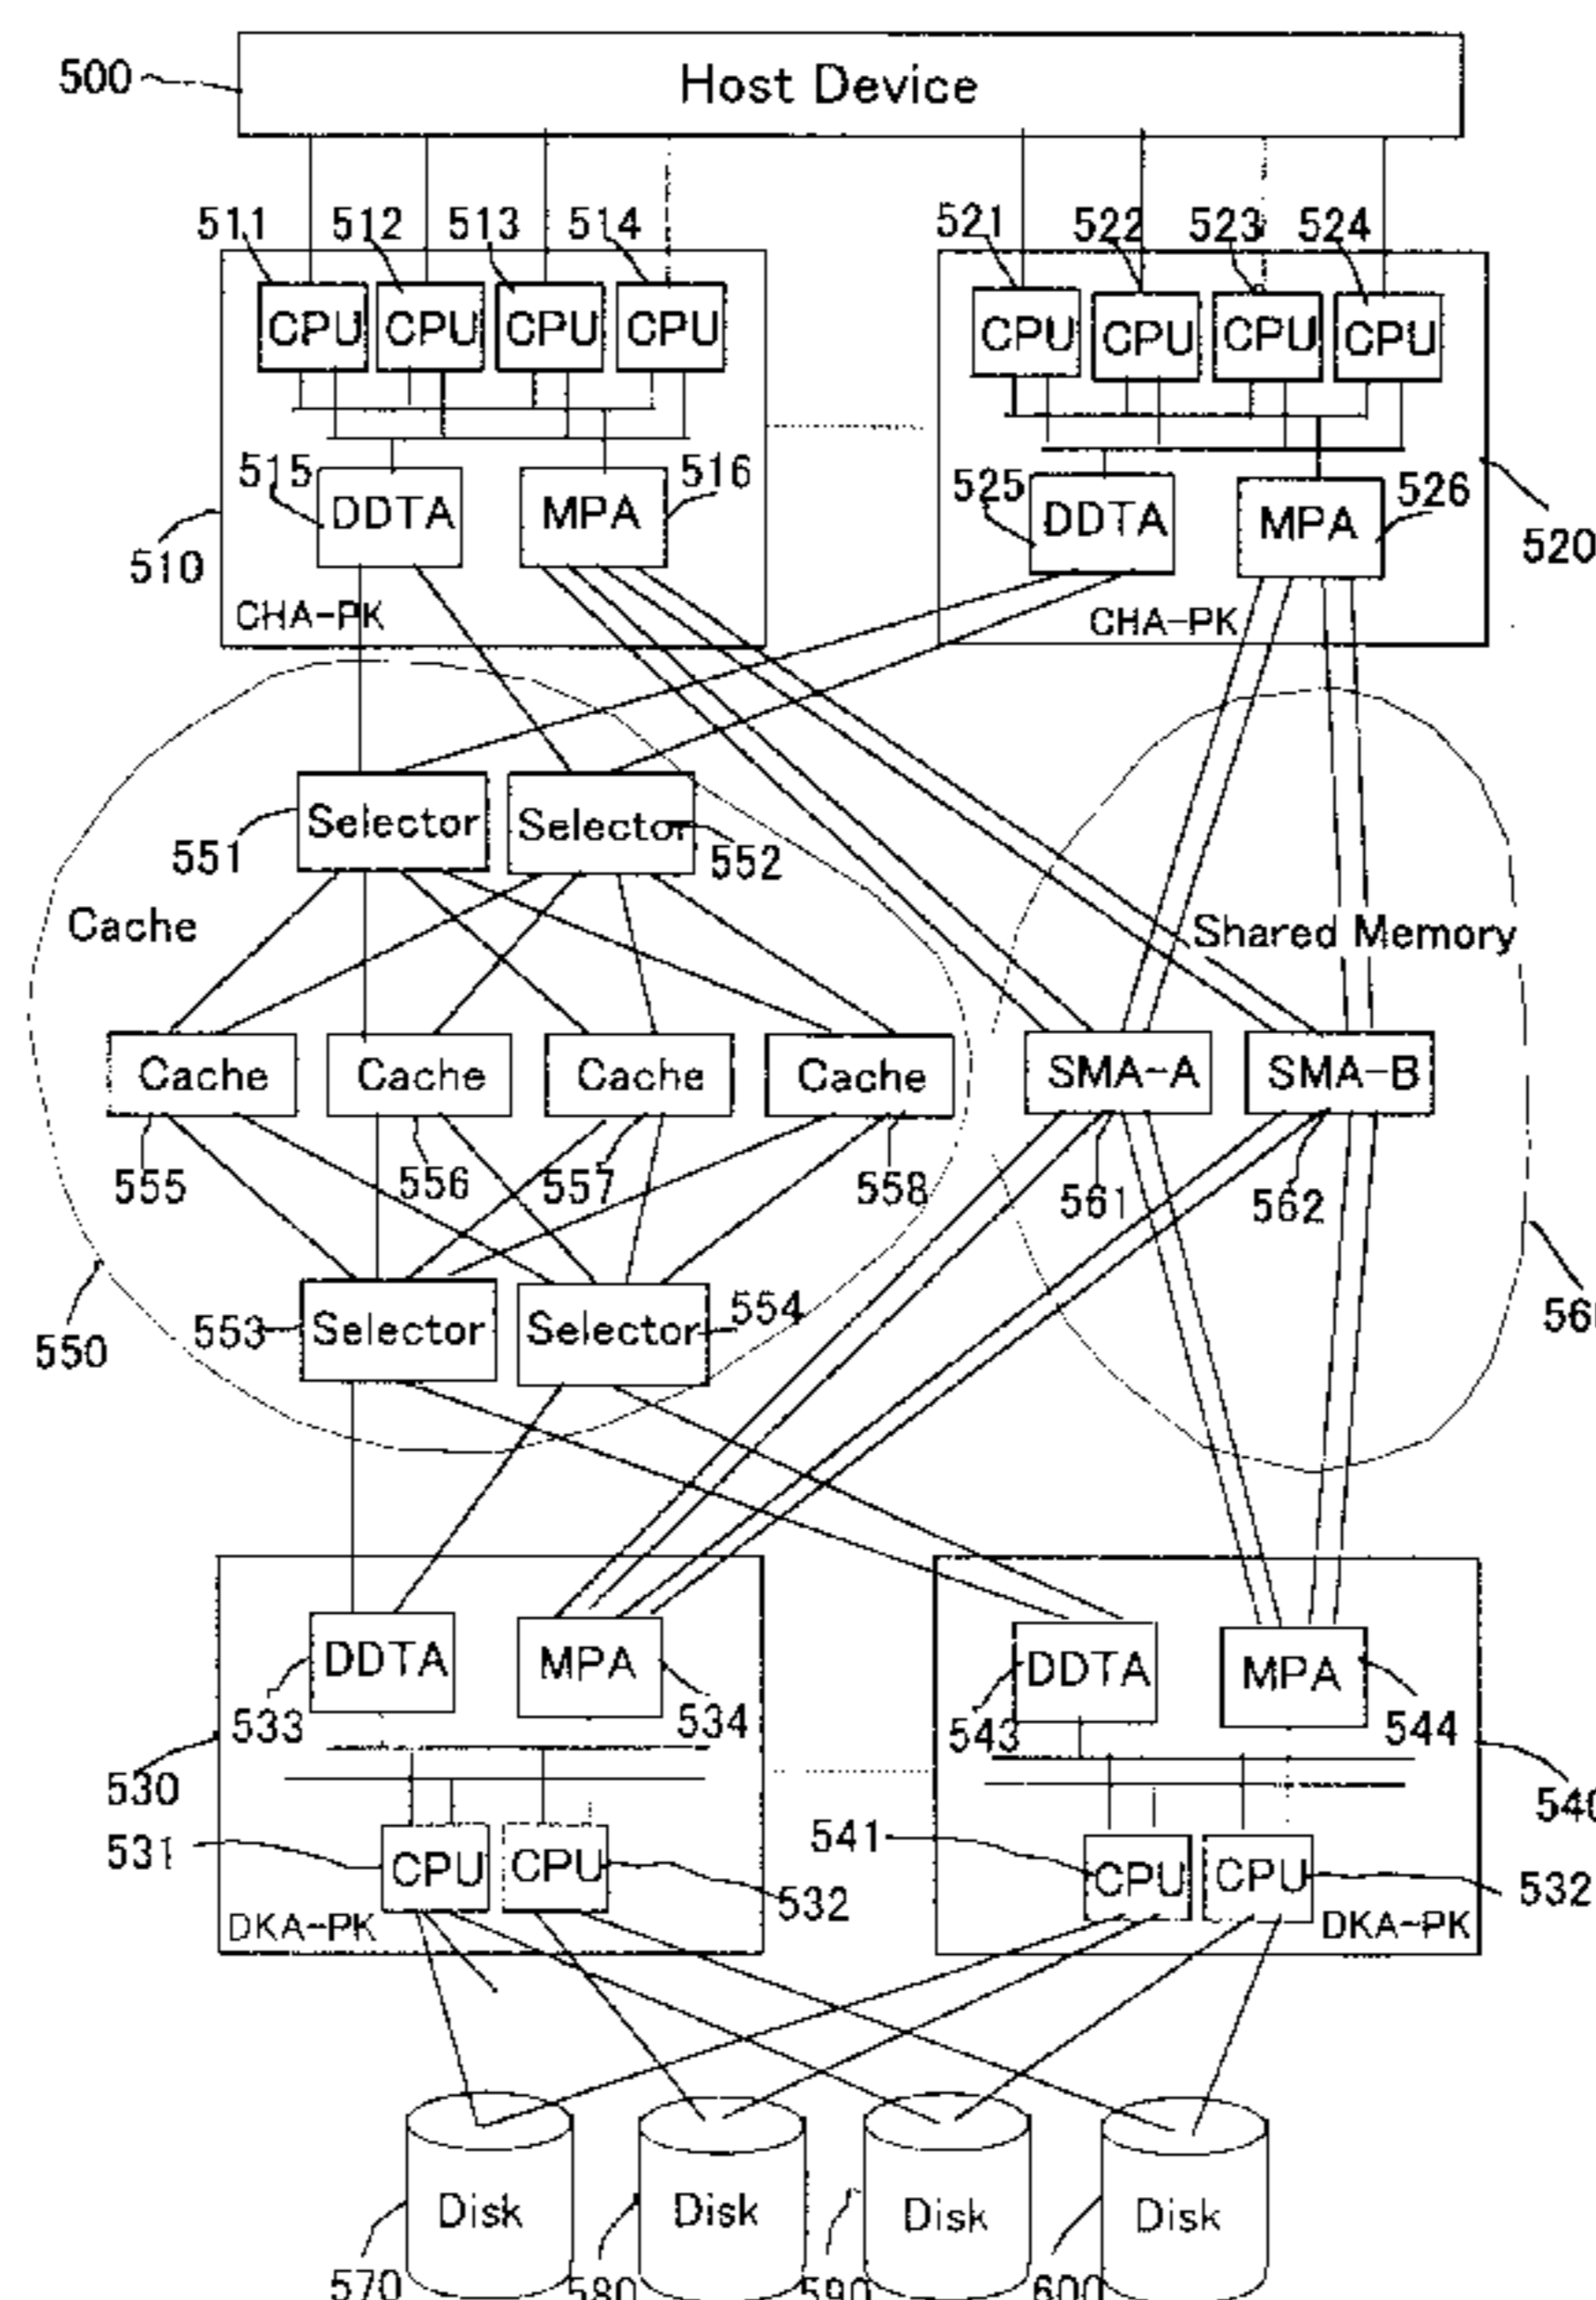 500 Host Device
511 512 513 514 521 522 523 524
CPU CPU CPU CPU CPU CPU CPU CPU
515 DDTA MPA 516 525 DDTA MPA 526
510 520
CHA-PK CHA-PK
551 Selector Selector 552
Cache Shared Memory
Cache Cache Cache Cache SMA-A SMA-B
555 556 557 558 561 562
550 553 Selector Selector 554 56
DDTA MPA DDTA MPA
533 534 543 544
530 540
531 CPU CPU 532 541 CPU CPU 532
DKA-PK DKA-PK
Disk Disk Disk Disk
570 580 590 600